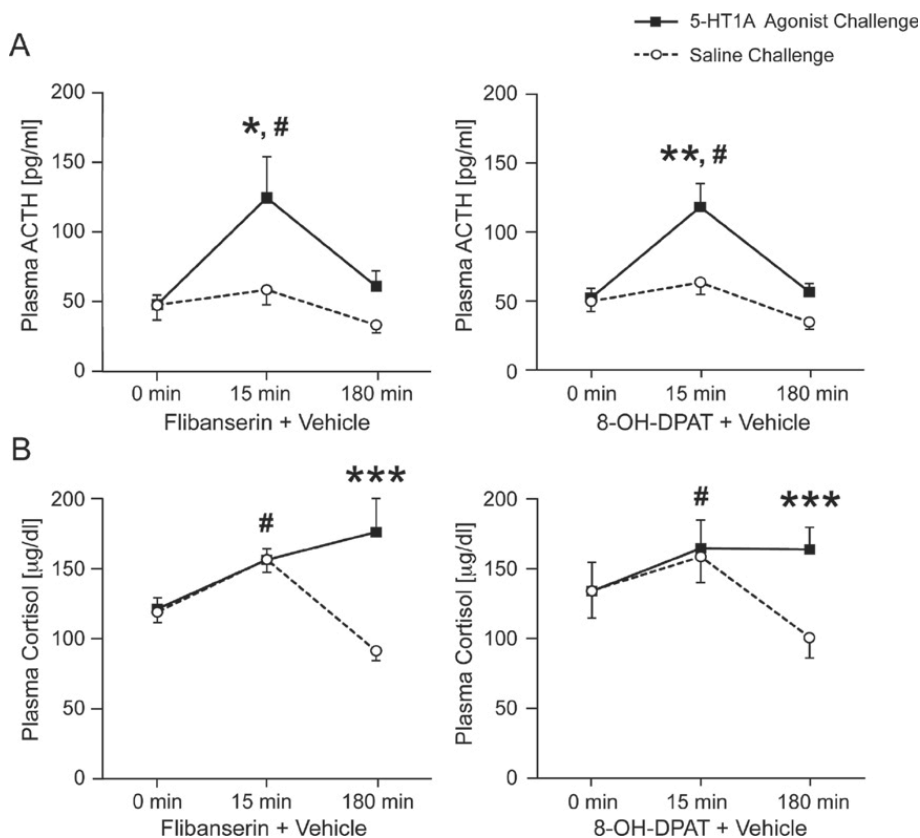 5-HT1A Agonist Challenge
Saline Challenge
A
Plasma ACTH [pg/ml]
200
150
100
50
0
*, #
0 min
15 min
180 min
Flibanserin + Vehicle
Plasma ACTH [pg/ml]
200
150
100
50
0
**, #
0 min
15 min
180 min
8-OH-DPAT + Vehicle
B
Plasma Cortisol [µg/dl]
200
150
100
50
0
#
***
0 min
15 min
180 min
Flibanserin + Vehicle
Plasma Cortisol [µg/dl]
200
150
100
50
0
#
***
0 min
15 min
180 min
8-OH-DPAT + Vehicle